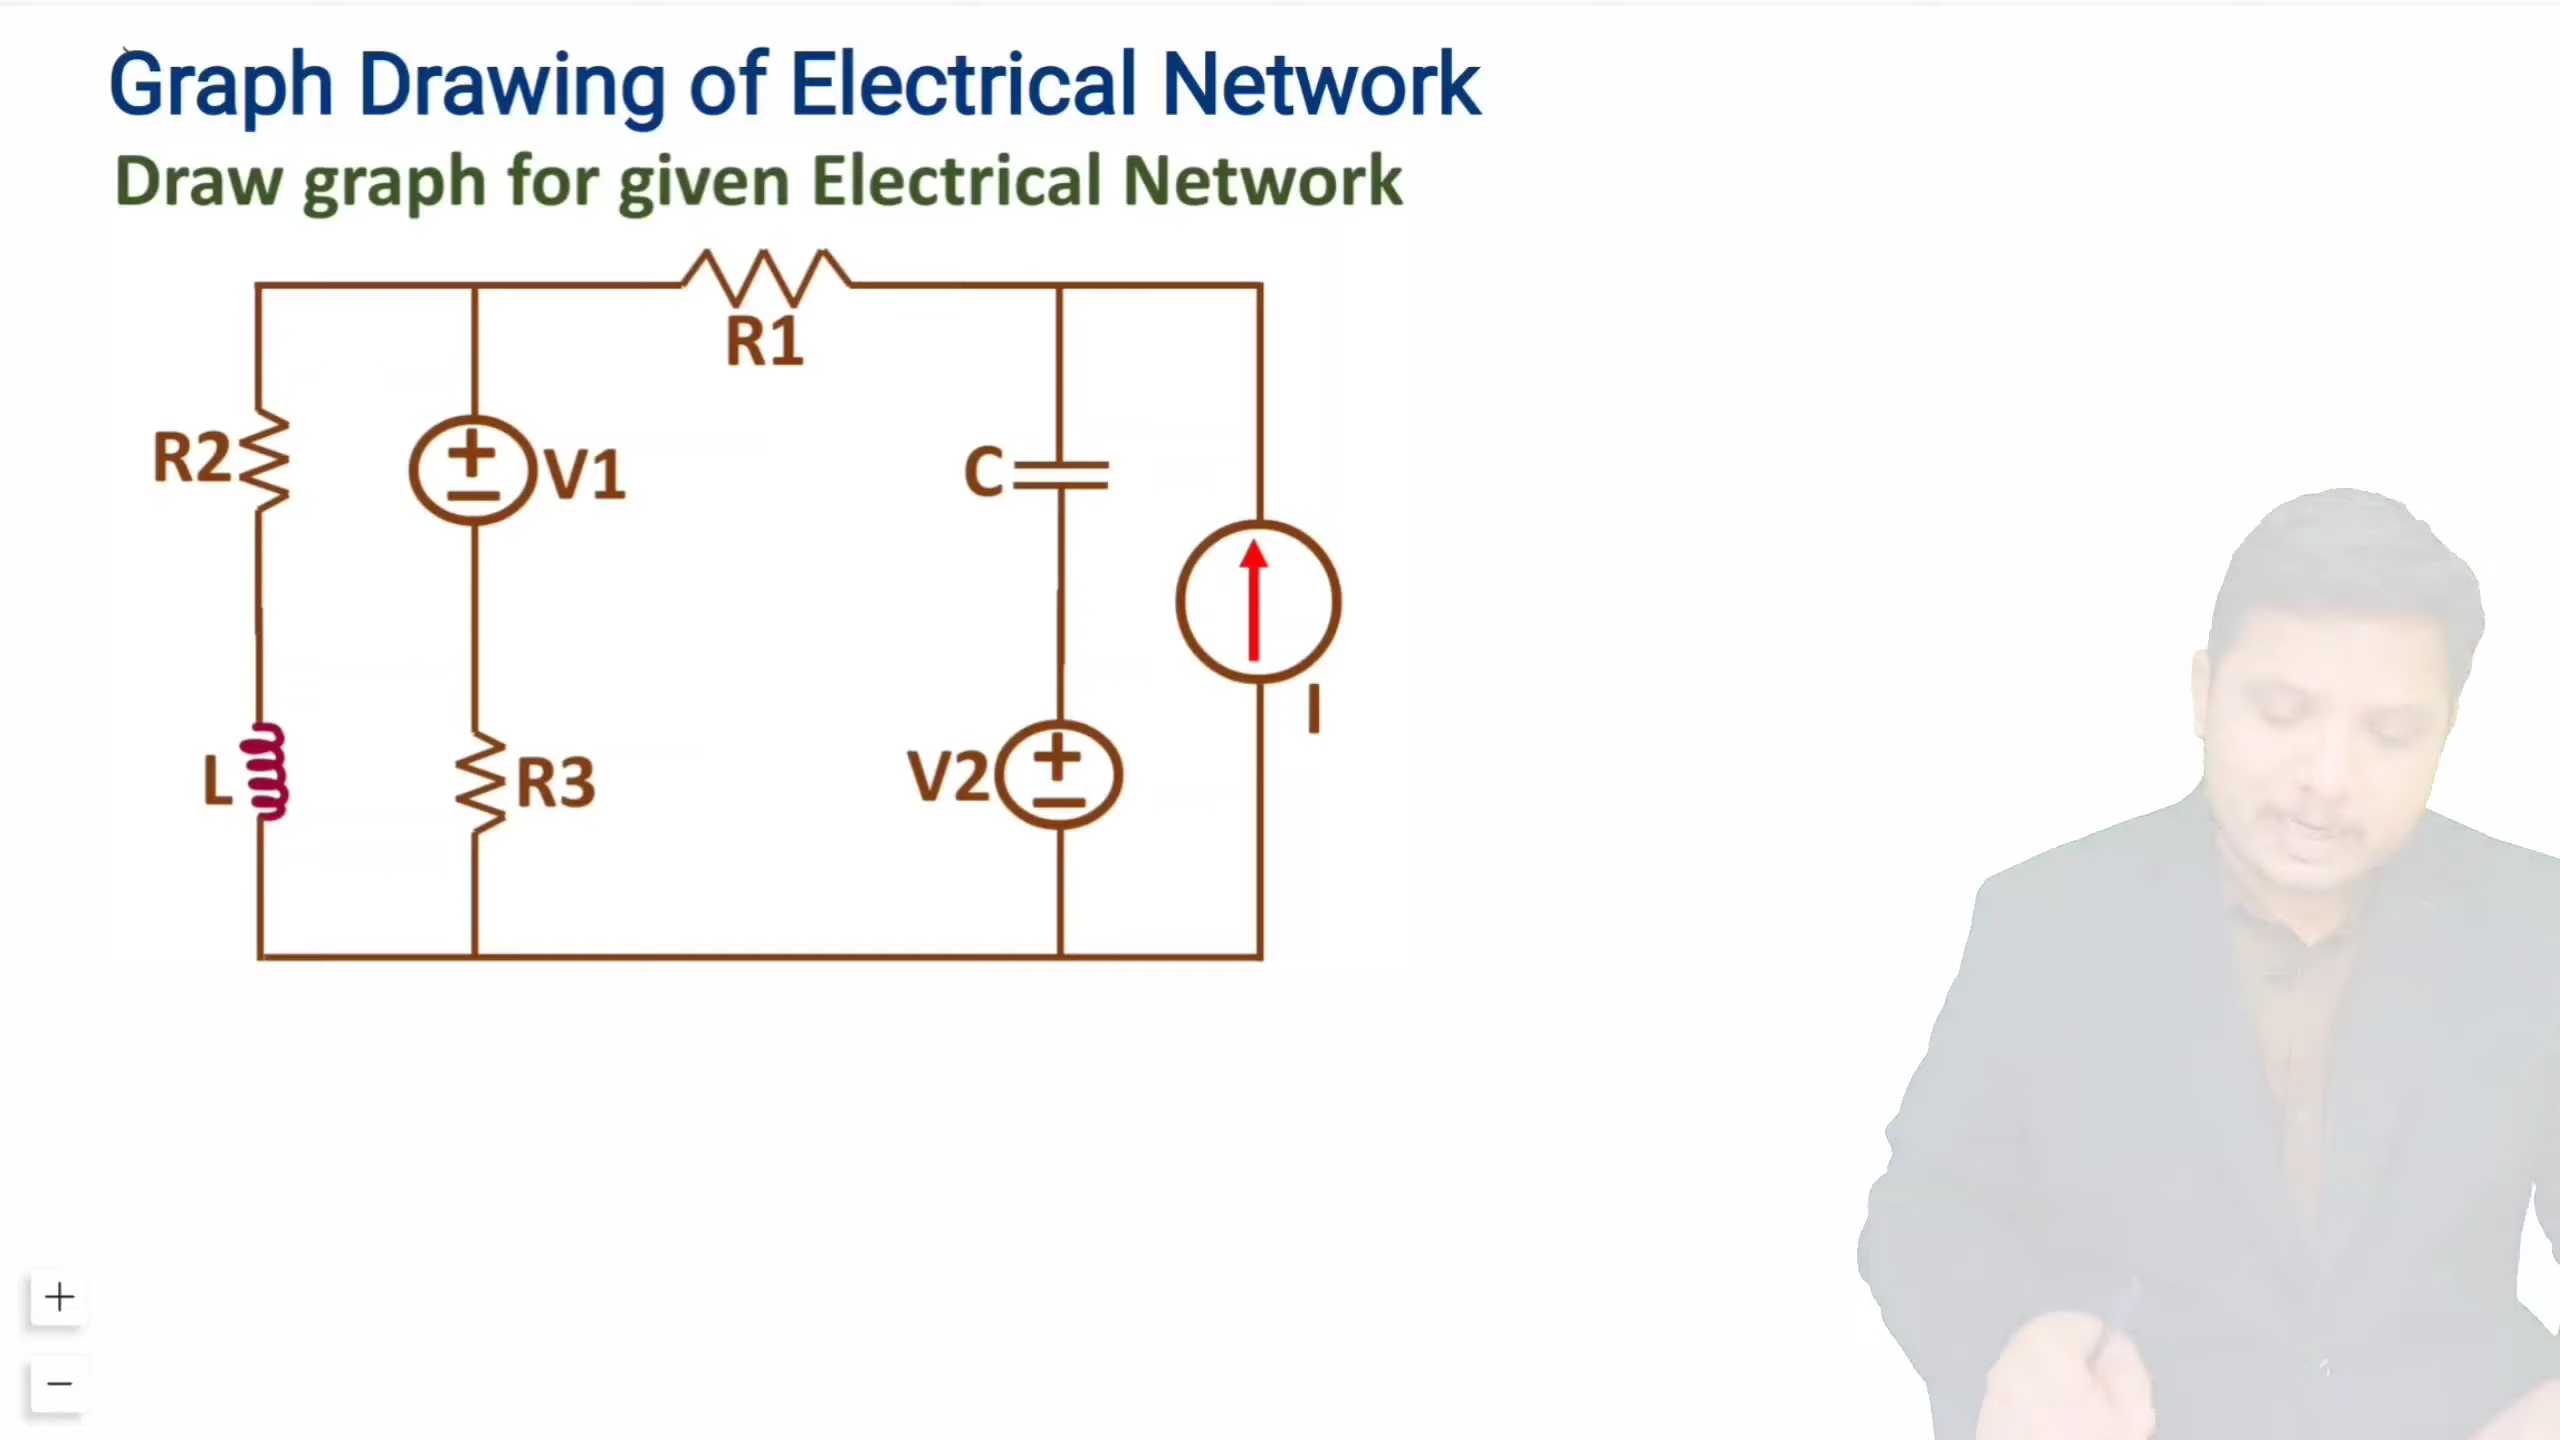 Graph Drawing of Electrical Network
Draw graph for given Electrical Network
R1
R2
V1
C
I
L
R3
V2